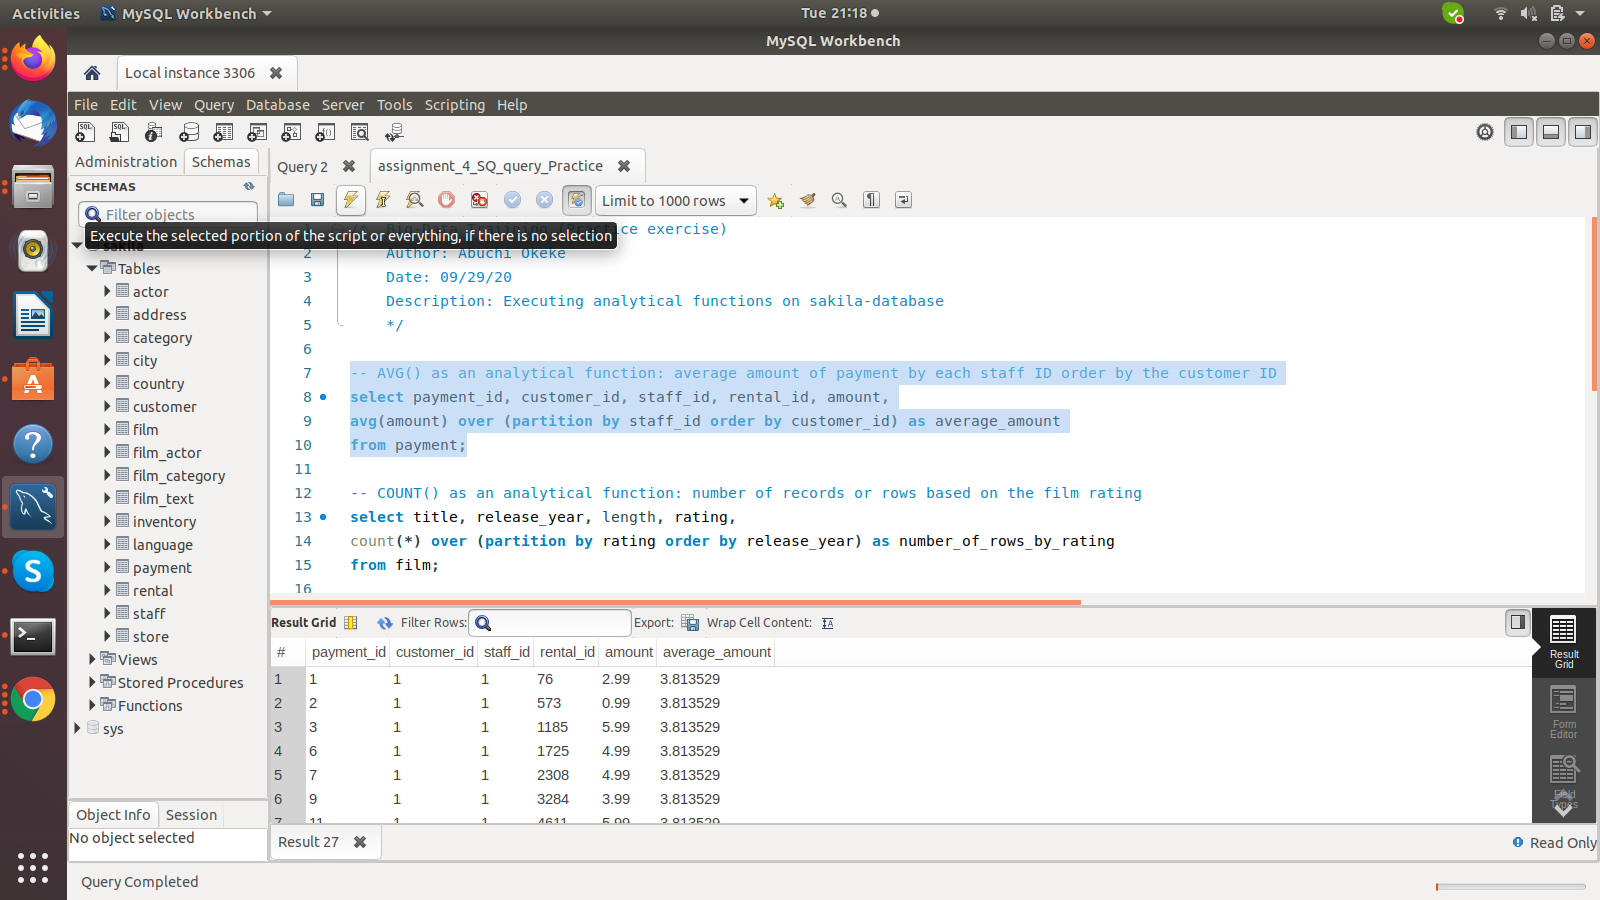 Activities MySQL Workbench Tue 21:18
MySQL Workbench
Local instance 3306
File Edit View Query Database Server Tools Scripting Help
Administration Schemas
SCHEMAS
Filter objects
sakila
Tables
actor
address
category
city
country
customer
film
film_actor
film_category
film_text
inventory
language
payment
rental
staff
store
Views
Stored Procedures
Functions
sys
Object Info Session
No object selected
Query 2 assignment_4_SQ_query_Practice
Limit to 1000 rows
Execute the selected portion of the script or everything, if there is no selection
1 /* exercise)
2 Author: Abuchi Okeke
3 Date: 09/29/20
4 Description: Executing analytical functions on sakila-database
5 */
6
7 -- AVG() as an analytical function: average amount of payment by each staff ID order by the customer ID
8 select payment_id, customer_id, staff_id, rental_id, amount,
9 avg(amount) over (partition by staff_id order by customer_id) as average_amount
10 from payment;
11
12 -- COUNT() as an analytical function: number of records or rows based on the film rating
13 select title, release_year, length, rating,
14 count(*) over (partition by rating order by release_year) as number_of_rows_by_rating
15 from film;
16
Result Grid Filter Rows: Export: Wrap Cell Content:
# payment_id customer_id staff_id rental_id amount average_amount
1 1 1 1 76 2.99 3.813529
2 2 1 1 573 0.99 3.813529
3 3 1 1 1185 5.99 3.813529
4 6 1 1 1725 4.99 3.813529
5 7 1 1 2308 4.99 3.813529
6 9 1 1 3284 3.99 3.813529
7 11 1 1 4611 5.99 3.813529
Result Grid
Form Editor
Field Types
Result 27
Read Only
Query Completed